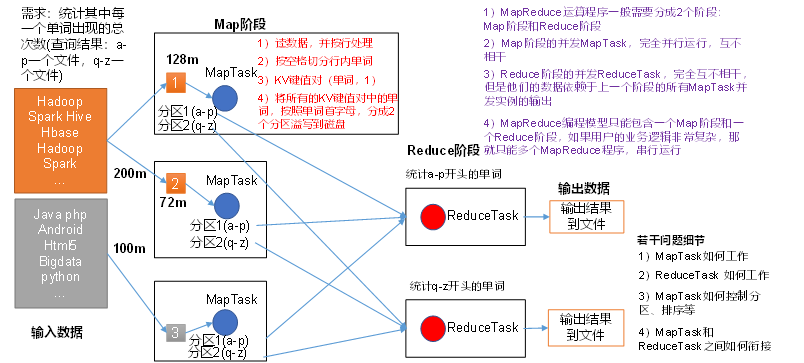 需求：统计其中每
一个单词出现的总
次数(查询结果：a-
p一个文件，q-z一
个文件)
Hadoop
Spark Hive
Hbase
Hadoop
Spark
…
200m
Java php
Android
Html5
Bigdata
python
…
100m
输入数据
Map阶段
128m
1
MapTask
分区1(a-p)
分区2(q-z)
1）读数据，并按行处理
2）按空格切分行内单词
3）KV键值对（单词，1）
4）将所有的KV键值对中的单
词，按照单词首字母，分成2
个分区溢写到磁盘
2
72m
MapTask
分区1(a-p)
分区2(q-z)
3
MapTask
分区1(a-p)
分区2(q-z)
Reduce阶段
统计a-p开头的单词
ReduceTask
统计q-z开头的单词
ReduceTask
输出数据
输出结果
到文件
输出结果
到文件
1）MapReduce运算程序一般需要分成2个阶段：
Map阶段和Reduce阶段
2）Map阶段的并发MapTask，完全并行运行，互不
相干
3）Reduce阶段的并发ReduceTask，完全互不相干，
但是他们的数据依赖于上一个阶段的所有MapTask并
发实例的输出
4）MapReduce编程模型只能包含一个Map阶段和一
个Reduce阶段，如果用户的业务逻辑非常复杂，那
就只能多个MapReduce程序，串行运行
若干问题细节
1）MapTask如何工作
2）ReduceTask 如何工作
3）MapTask如何控制分
区、排序等
4）MapTask和
ReduceTask之间如何衔接